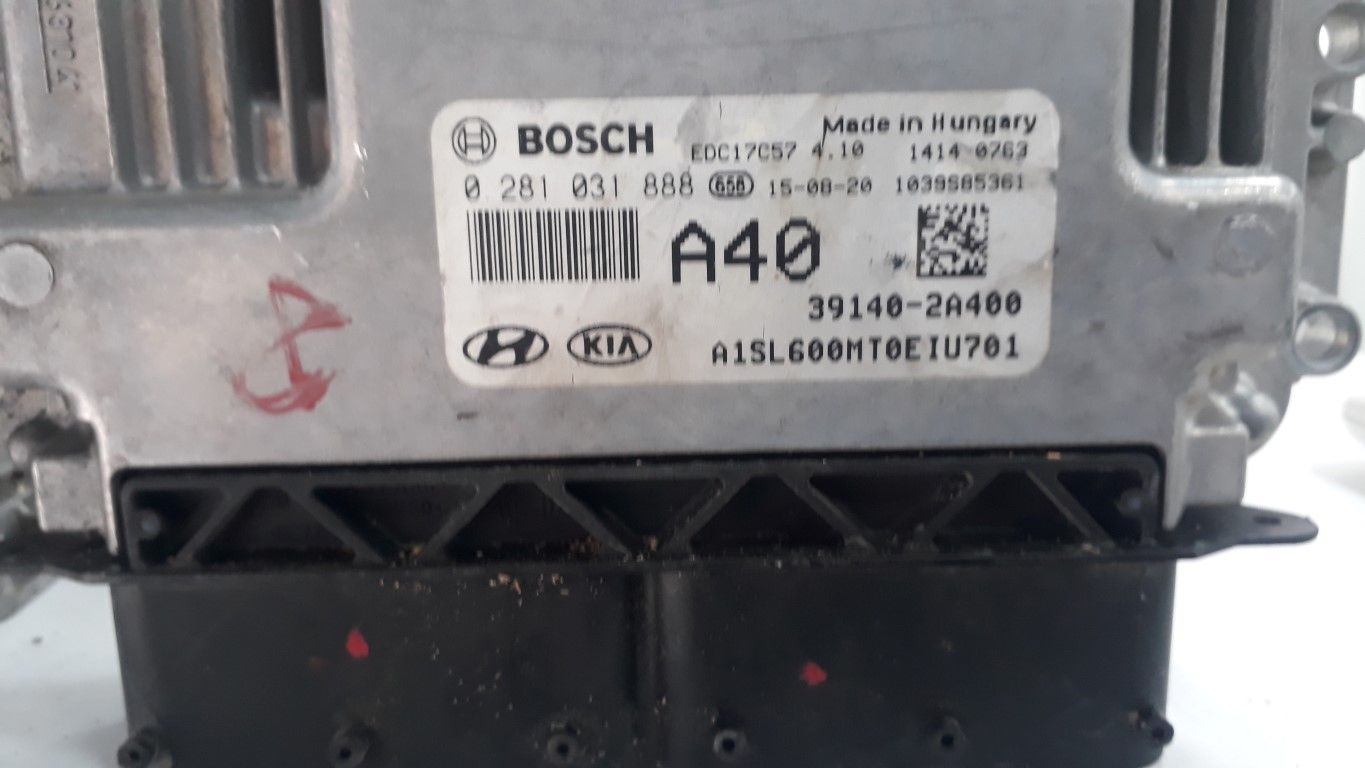 BOSCH
Made in Hungary
EDC17C57 4.10 1414 0763
0 281 031 888 658 15-08-20 1039S85361
A40
39140-2A400
KIA
A1SL600MT0EIU701